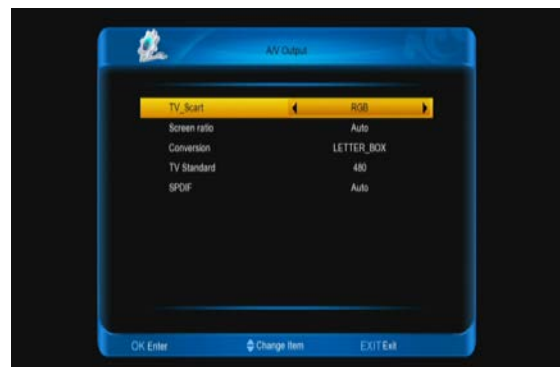 A/V Output
TV_Scart RGB
Screen ratio Auto
Conversion LETTER_BOX
TV Standard 480
SPDIF Auto
OK Enter Change Item EXIT Exit